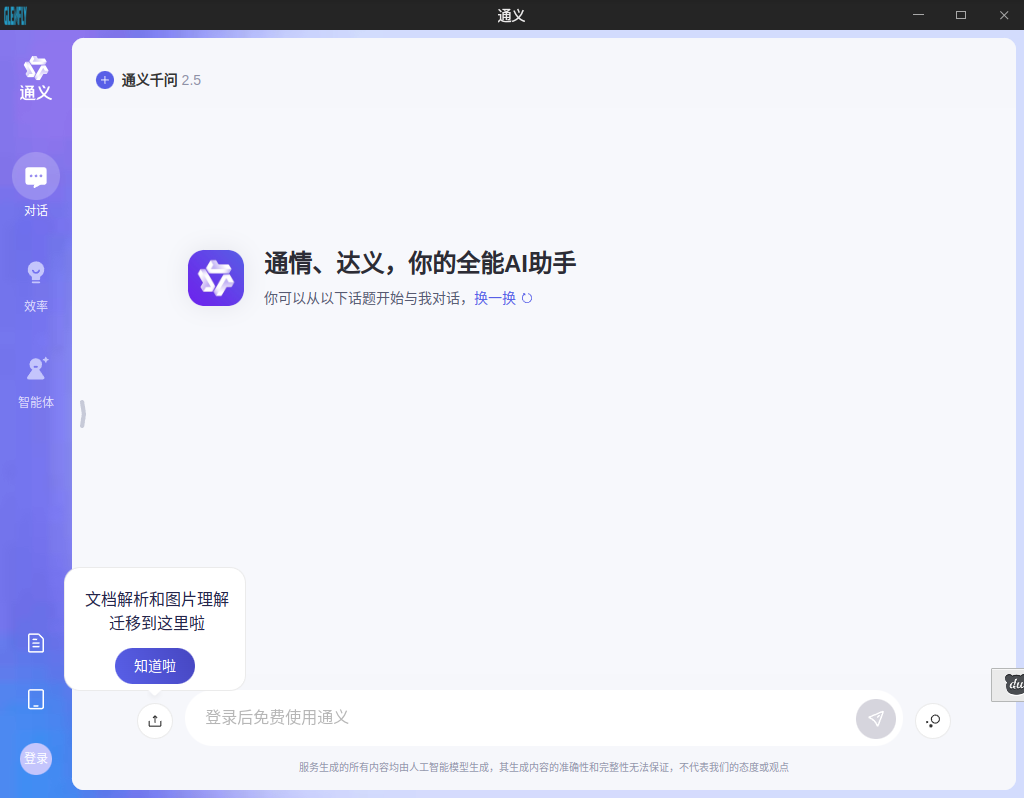 GLENFLY
通义
通义
通义千问 2.5
对话
效率
智能体
通情、达义，你的全能AI助手
你可以从以下话题开始与我对话，换一换
文档解析和图片理解
迁移到这里啦
知道啦
登录后免费使用通义
du
登录
服务生成的所有内容均由人工智能模型生成，其生成内容的准确性和完整性无法保证，不代表我们的态度或观点